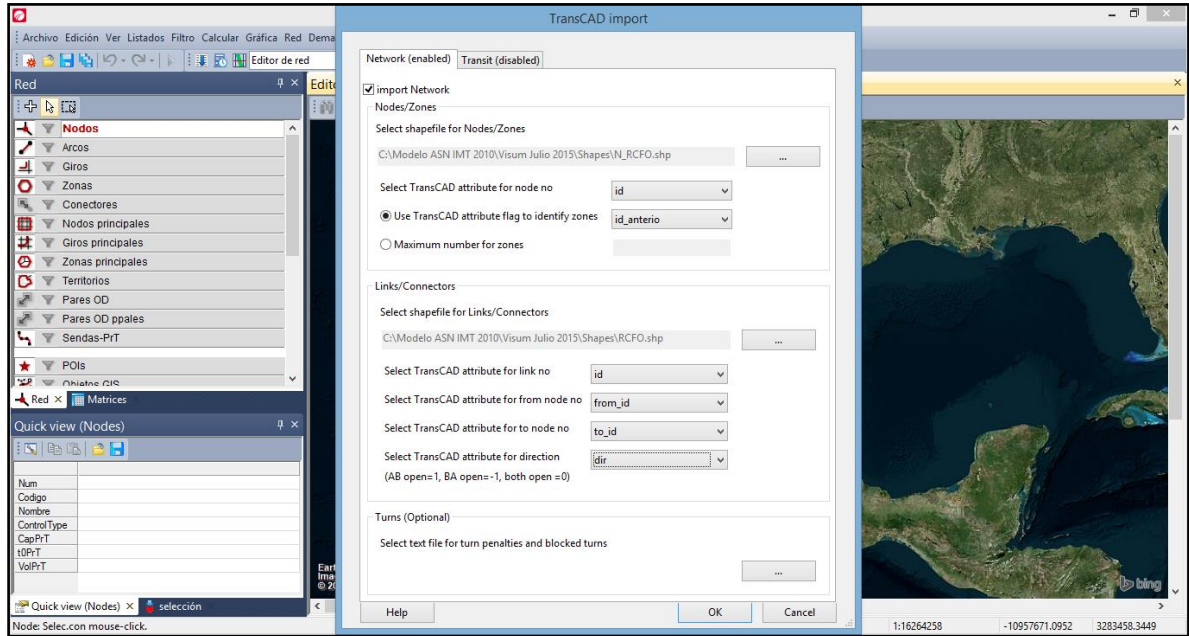 TransCAD import
Archivo Edición Ver Listados Filtro Calcular Gráfica Red Dema
Editor de red
Red
Nodos
Arcos
Giros
Zonas
Conectores
Nodos principales
Giros principales
Zonas principales
Territorios
Pares OD
Pares OD ppales
Sendas-PrT
POIs
Objetos GIS
Red
Matrices
Quick view (Nodes)
Num
Codigo
Nombre
ControlType
CapPrT
t0PrT
VolPrT
Quick view (Nodes)
selección
Node: Selec.con mouse-click.
Network (enabled)
Transit (disabled)
import Network
Nodes/Zones
Select shapefile for Nodes/Zones
C:\Modelo ASN IMT 2010\Visum Julio 2015\Shapes\N_RCFO.shp
...
Select TransCAD attribute for node no
id
Use TransCAD attribute flag to identify zones
id_anterio
Maximum number for zones
Links/Connectors
Select shapefile for Links/Connectors
C:\Modelo ASN IMT 2010\Visum Julio 2015\Shapes\RCFO.shp
...
Select TransCAD attribute for link no
id
Select TransCAD attribute for from node no
from_id
Select TransCAD attribute for to node no
to_id
Select TransCAD attribute for direction
dir
(AB open=1, BA open=-1, both open =0)
Turns (Optional)
Select text file for turn penalties and blocked turns
...
Help
OK
Cancel
Edit
Eart
Ima
© 20
bing
1:16264258
-10957671.0952
3283458.3449